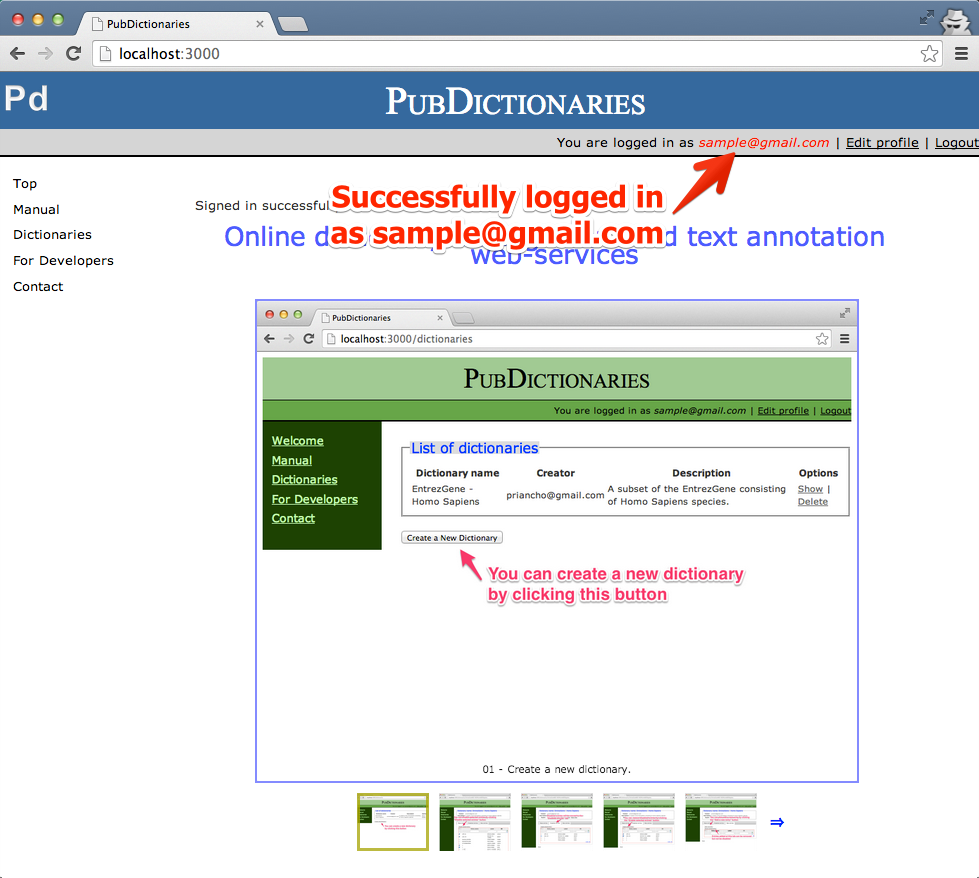 PubDictionaries
localhost:3000
Pd
PUBDICTIONARIES
You are logged in as sample@gmail.com | Edit profile | Logout
Top
Manual
Dictionaries
For Developers
Contact
Signed in
Successfully logged in
as sample@gmail.com
Online text annotation
web-services
PubDictionaries
localhost:3000/dictionaries
PUBDICTIONARIES
You are logged in as sample@gmail.com | Edit profile | Logout
Welcome
Manual
Dictionaries
For Developers
Contact
List of dictionaries
Dictionary name Creator Description Options
EntrezGene - Homo Sapiens priancho@gmail.com A subset of the EntrezGene consisting of Homo Sapiens species. Show | Delete
Create a New Dictionary
You can create a new dictionary
by clicking this button
01 - Create a new dictionary.
⇒